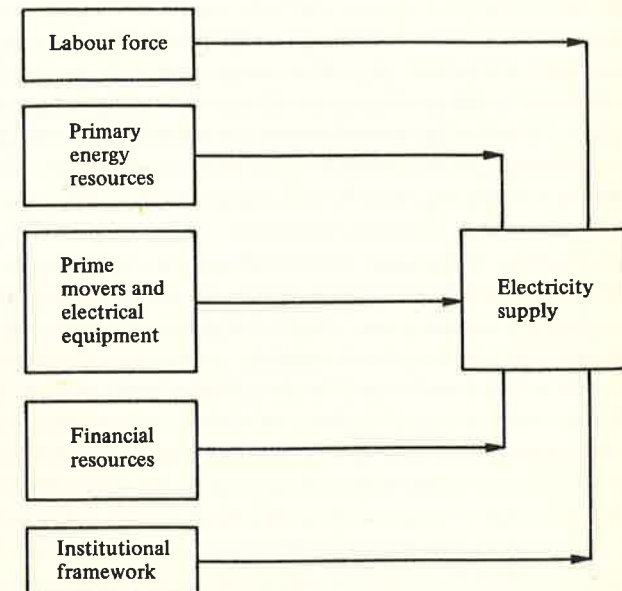 Labour force
Primary
energy
resources
Prime
movers and
electrical
equipment
Electricity
supply
Financial
resources
Institutional
framework